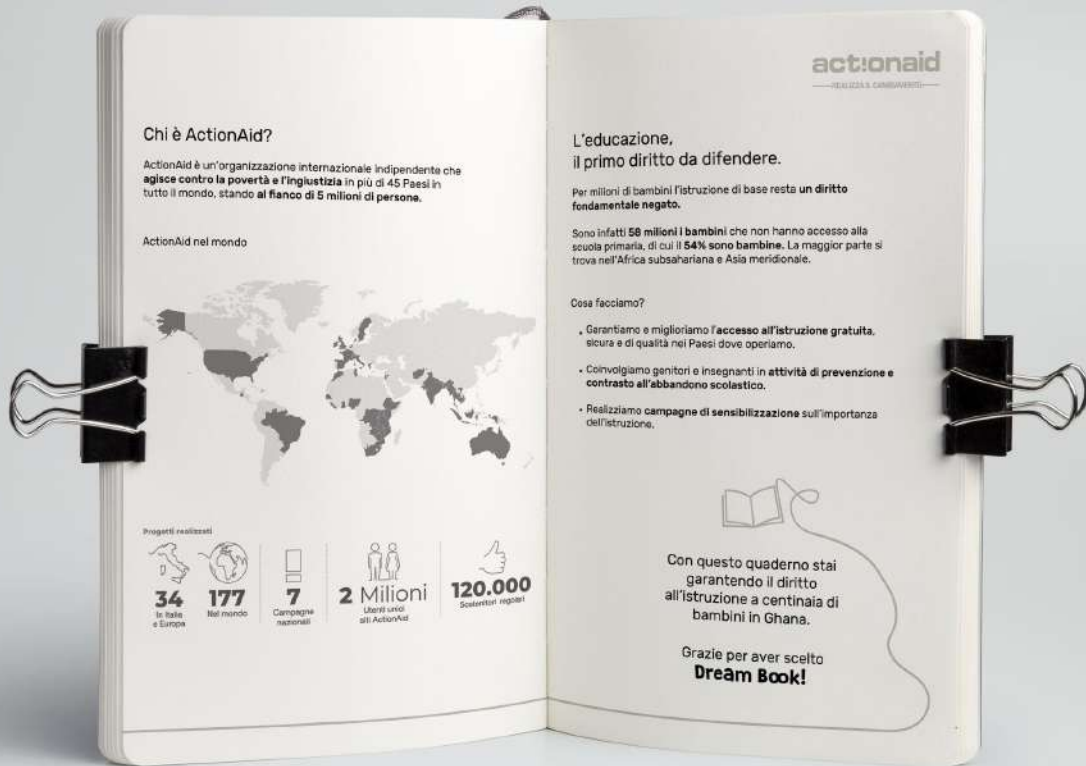 Chi è ActionAid?
ActionAid è un'organizzazione internazionale indipendente che
agisce contro la povertà e l'ingiustizia in più di 45 Paesi in
tutto il mondo, stando al fianco di 5 milioni di persone.
ActionAid nel mondo
Progetti realizzati
34
In Italia
e Europa
177
Nel mondo
7
Campagne
nazionali
2 Milioni
Utenti unici
siti ActionAid
120.000
Sostenitori regolari
act!onaid
REALIZZA IL CAMBIAMENTO
L'educazione,
il primo diritto da difendere.
Per milioni di bambini l'istruzione di base resta un diritto
fondamentale negato.
Sono infatti 58 milioni i bambini che non hanno accesso alla
scuola primaria, di cui il 54% sono bambine. La maggior parte si
trova nell'Africa subsahariana e Asia meridionale.
Cosa facciamo?
• Garantiamo e miglioriamo l'accesso all'istruzione gratuita,
sicura e di qualità nei Paesi dove operiamo.
• Coinvolgiamo genitori e insegnanti in attività di prevenzione e
contrasto all'abbandono scolastico.
• Realizziamo campagne di sensibilizzazione sull'importanza
dell'istruzione.
Con questo quaderno stai
garantendo il diritto
all'istruzione a centinaia di
bambini in Ghana.
Grazie per aver scelto
Dream Book!